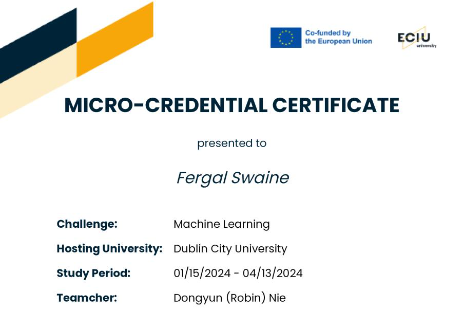 Co-funded by
the European Union
ECIU
university
MICRO-CREDENTIAL CERTIFICATE
presented to
Fergal Swaine
Challenge: Machine Learning
Hosting University: Dublin City University
Study Period: 01/15/2024 - 04/13/2024
Teamcher: Dongyun (Robin) Nie